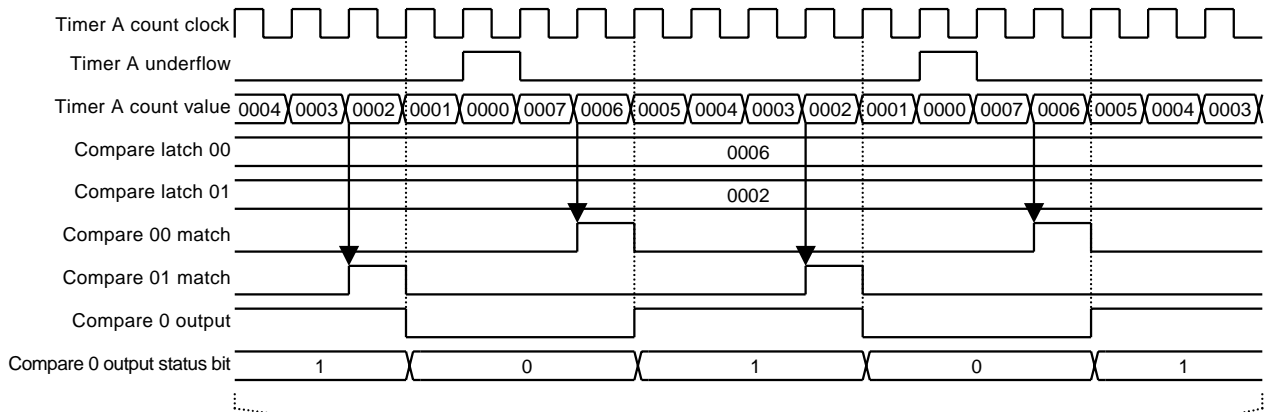 Timer A count clock
Timer A underflow
Timer A count value 0004 0003 0002 0001 0000 0007 0006 0005 0004 0003 0002 0001 0000 0007 0006 0005 0004 0003
Compare latch 00 0006
Compare latch 01 0002
Compare 00 match
Compare 01 match
Compare 0 output
Compare 0 output status bit 1 0 1 0 1